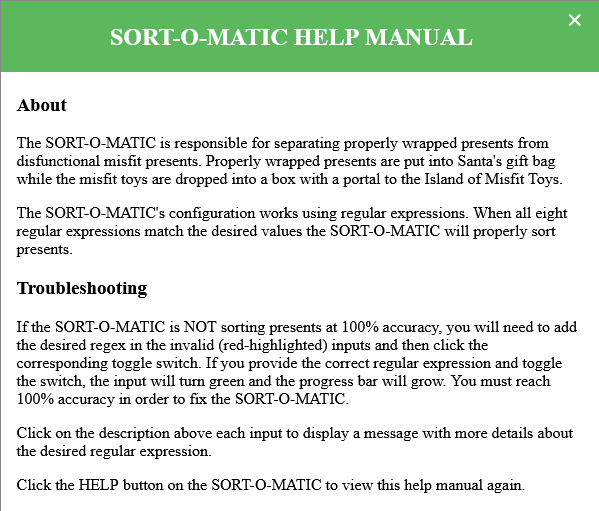 ×
SORT-O-MATIC HELP MANUAL
About
The SORT-O-MATIC is responsible for separating properly wrapped presents from
disfunctional misfit presents. Properly wrapped presents are put into Santa's gift bag
while the misfit toys are dropped into a box with a portal to the Island of Misfit Toys.
The SORT-O-MATIC's configuration works using regular expressions. When all eight
regular expressions match the desired values the SORT-O-MATIC will properly sort
presents.
Troubleshooting
If the SORT-O-MATIC is NOT sorting presents at 100% accuracy, you will need to add
the desired regex in the invalid (red-highlighted) inputs and then click the
corresponding toggle switch. If you provide the correct regular expression and toggle
the switch, the input will turn green and the progress bar will grow. You must reach
100% accuracy in order to fix the SORT-O-MATIC.
Click on the description above each input to display a message with more details about
the desired regular expression.
Click the HELP button on the SORT-O-MATIC to view this help manual again.